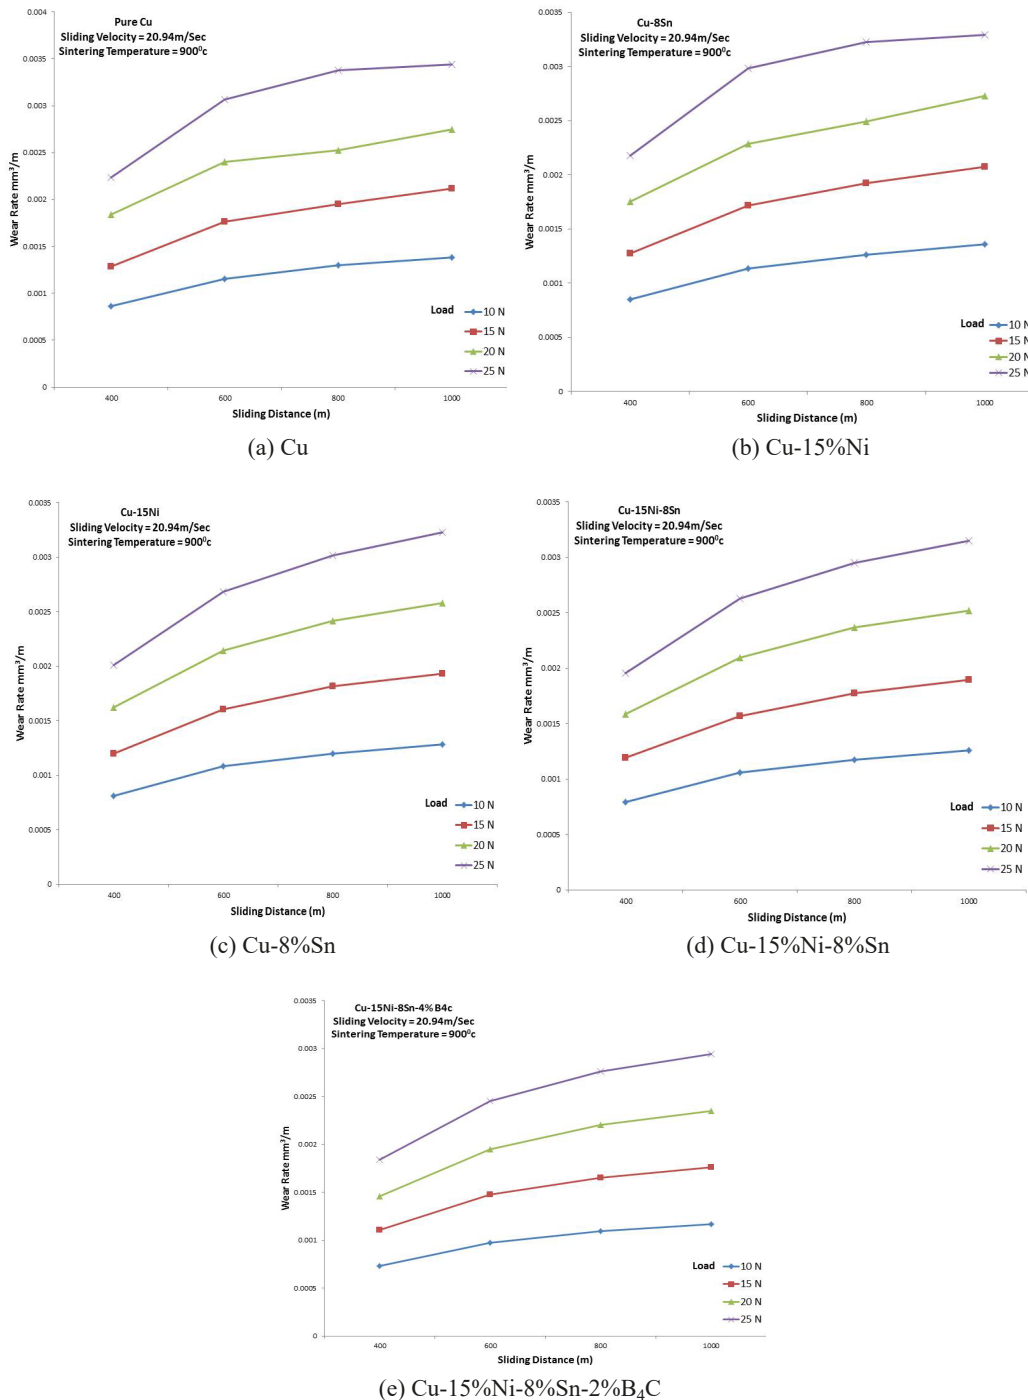 Pure Cu
Sliding Velocity = 20.94m/Sec
Sintering Temperature = 900⁰c
0.004
0.0035
0.003
0.0025
0.002
0.0015
0.001
0.0005
0
Wear Rate mm³/m
Load
10 N
15 N
20 N
25 N
400 600 800 1000
Sliding Distance (m)
(a) Cu
Cu-8Sn
Sliding Velocity = 20.94m/Sec
Sintering Temperature = 900⁰c
0.0035
0.003
0.0025
0.002
0.0015
0.001
0.0005
0
Wear Rate mm³/m
Load
10 N
15 N
20 N
25 N
400 600 800 1000
Sliding Distance (m)
(b) Cu-15%Ni
Cu-15Ni
Sliding Velocity = 20.94m/Sec
Sintering Temperature = 900⁰c
0.0035
0.003
0.0025
0.002
0.0015
0.001
0.0005
0
Wear Rate mm³/m
Load
10 N
15 N
20 N
25 N
400 600 800 1000
Sliding Distance (m)
(c) Cu-8%Sn
Cu-15Ni-8Sn
Sliding Velocity = 20.94m/Sec
Sintering Temperature = 900⁰c
0.0035
0.003
0.0025
0.002
0.0015
0.001
0.0005
0
Wear Rate mm³/m
Load
10 N
15 N
20 N
25 N
400 600 800 1000
Sliding Distance (m)
(d) Cu-15%Ni-8%Sn
Cu-15Ni-8Sn-4% B4c
Sliding Velocity = 20.94m/Sec
Sintering Temperature = 900⁰c
0.0035
0.003
0.0025
0.002
0.0015
0.001
0.0005
0
Wear Rate mm³/m
Load
10 N
15 N
20 N
25 N
400 600 800 1000
Sliding Distance (m)
(e) Cu-15%Ni-8%Sn-2%B₄C